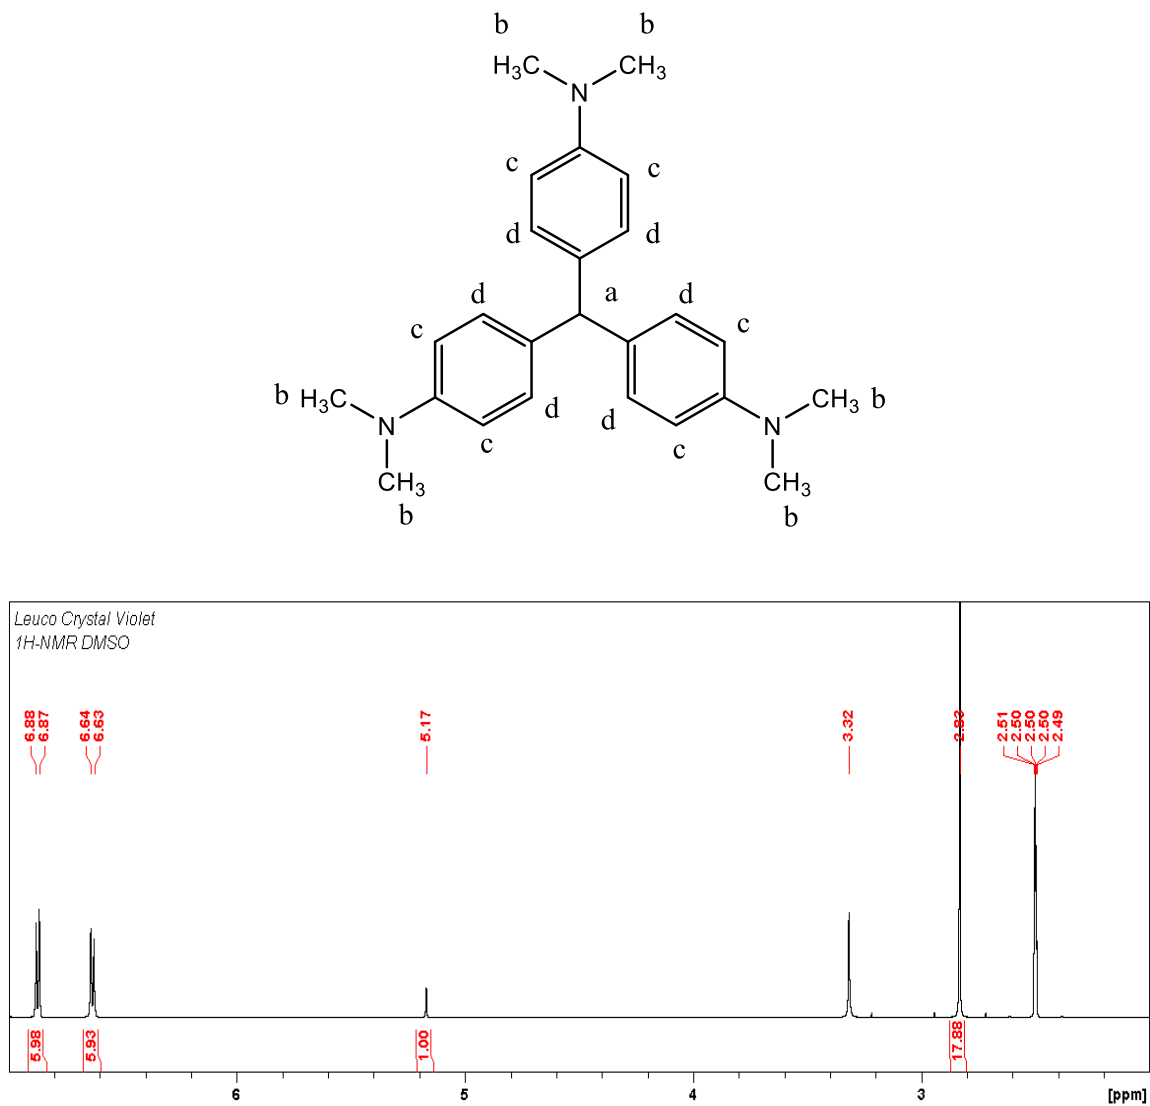 b b
H₃C CH₃
N
c c
d d
d a d
c c
b H₃C CH₃ b
N d d N
c c
CH₃ CH₃
b b
Leuco Crystal Violet
1H-NMR DMSO
6.88 6.87 6.64 6.63 5.17 3.32 2.83 2.51 2.50 2.50 2.50 2.49
5.98 5.93 1.00 17.88
6 5 4 3 [ppm]